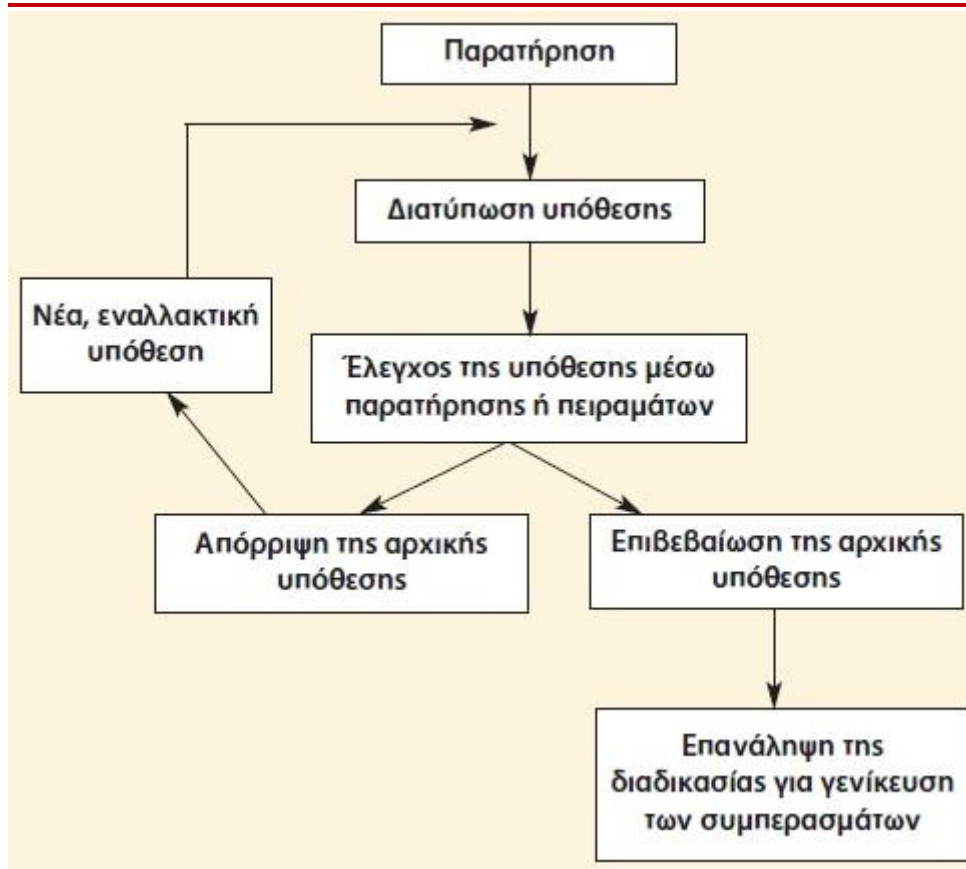 Παρατήρηση
Διατύπωση υπόθεσης
Νέα, εναλλακτική
υπόθεση
Έλεγχος της υπόθεσης μέσω
παρατήρησης ή πειραμάτων
Απόρριψη της αρχικής
υπόθεσης
Επιβεβαίωση της αρχικής
υπόθεσης
Επανάληψη της
διαδικασίας για γενίκευση
των συμπερασμάτων